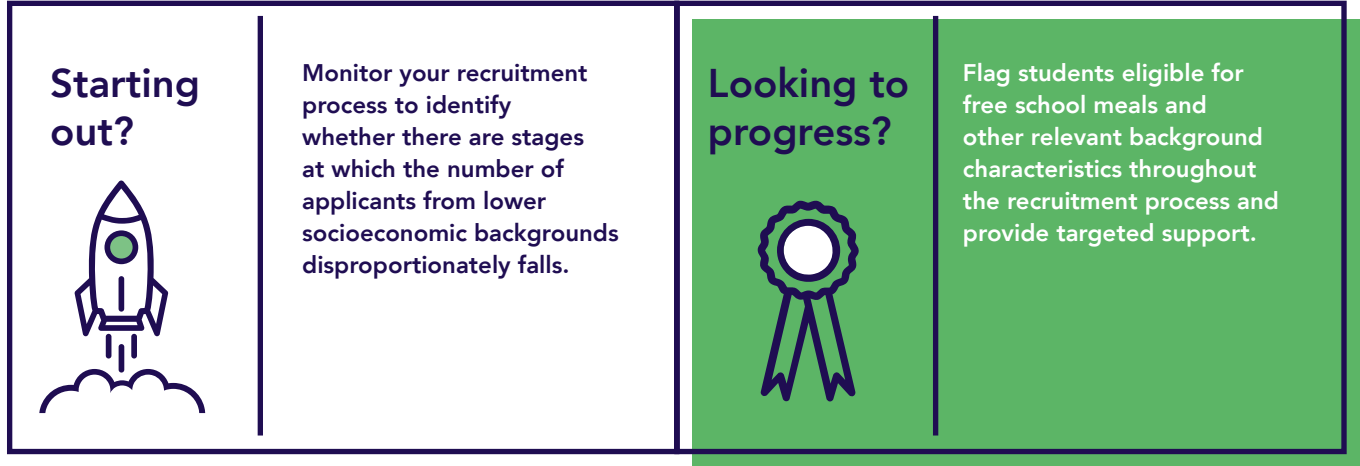 Starting
out?
Monitor your recruitment
process to identify
whether there are stages
at which the number of
applicants from lower
socioeconomic backgrounds
disproportionately falls.
Looking to
progress?
Flag students eligible for
free school meals and
other relevant background
characteristics throughout
the recruitment process and
provide targeted support.